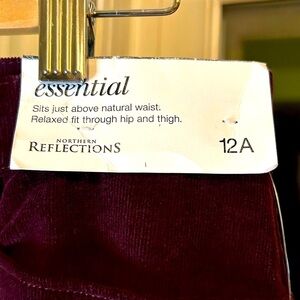 essential
Sits just above natural waist.
Relaxed fit through hip and thigh.
NORTHERN
REFLECTIONS
12A